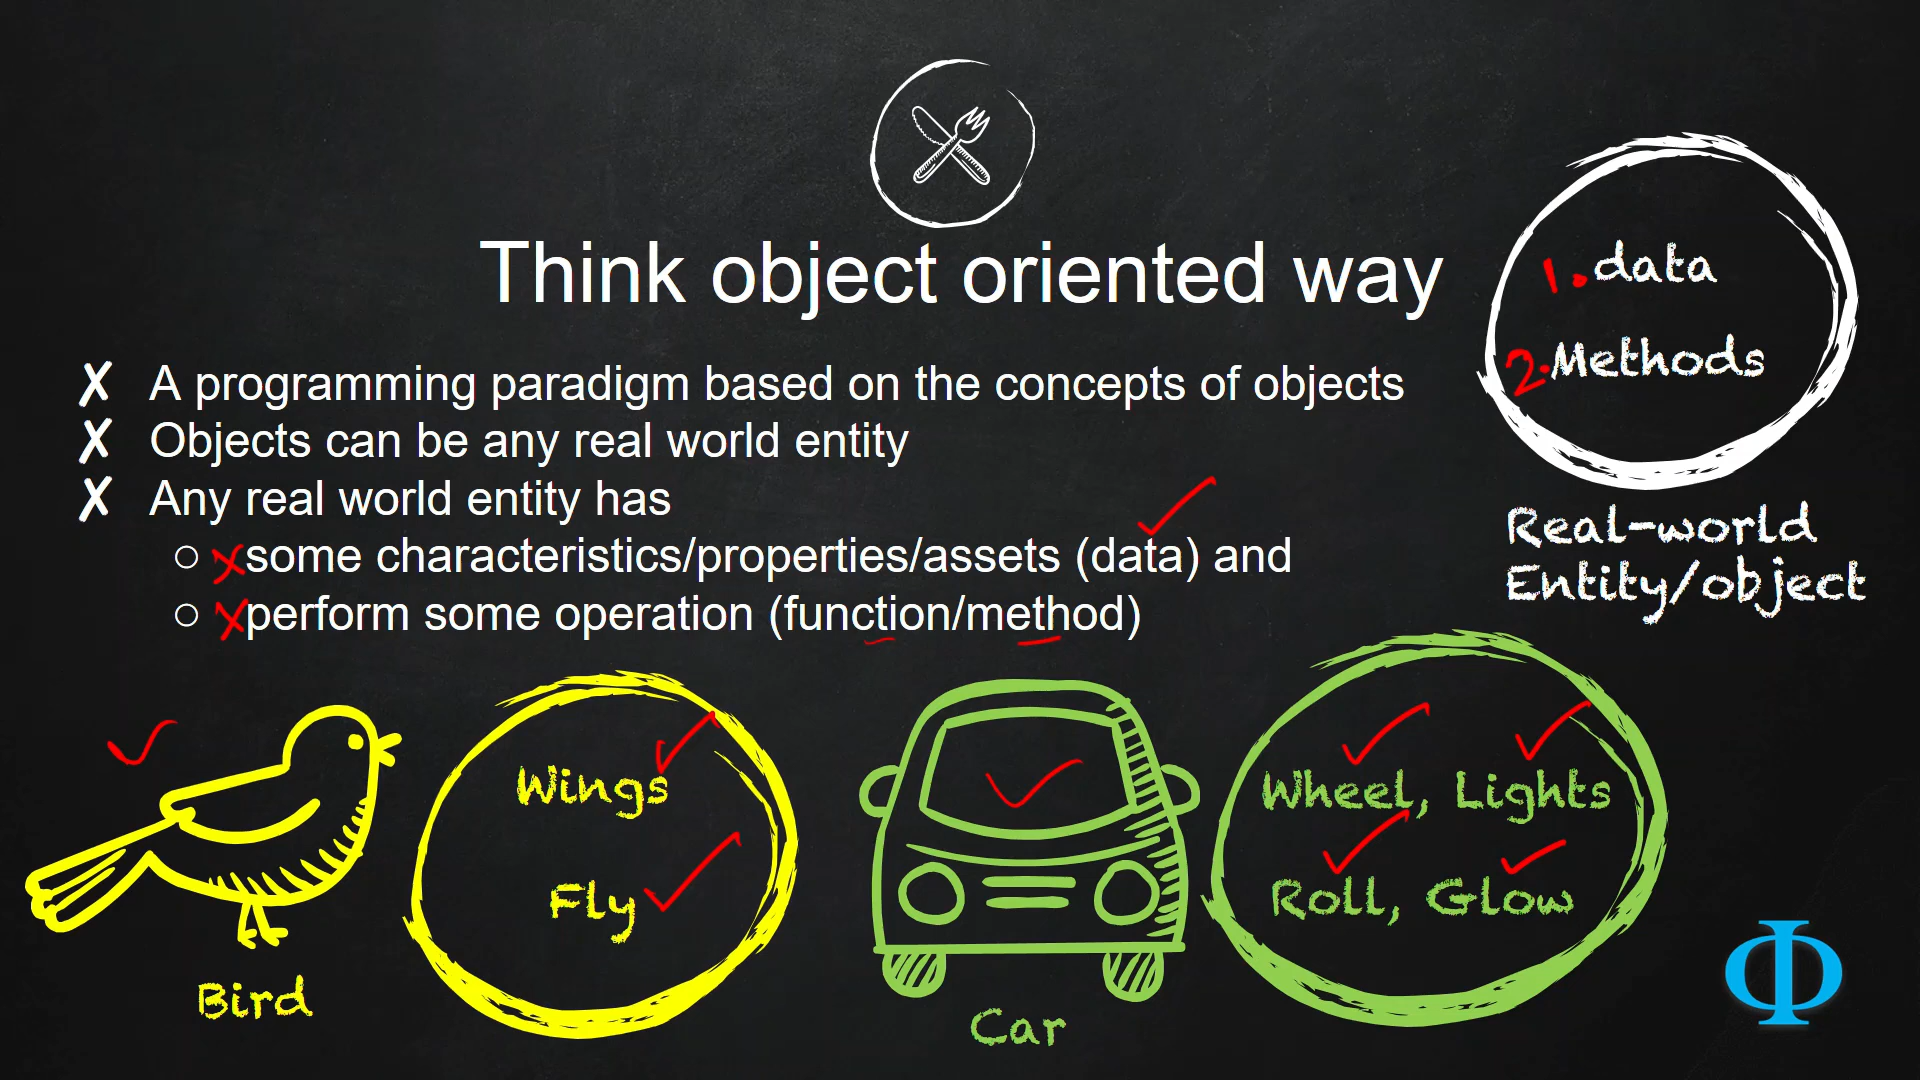 Think object oriented way
✗ A programming paradigm based on the concepts of objects
✗ Objects can be any real world entity
✗ Any real world entity has
○ some characteristics/properties/assets (data) and
○ perform some operation (function/method)
1. data
2. Methods
Real-world
Entity/object
Wings
Fly
Bird
Wheel, Lights
Roll, Glow
Car
Φ